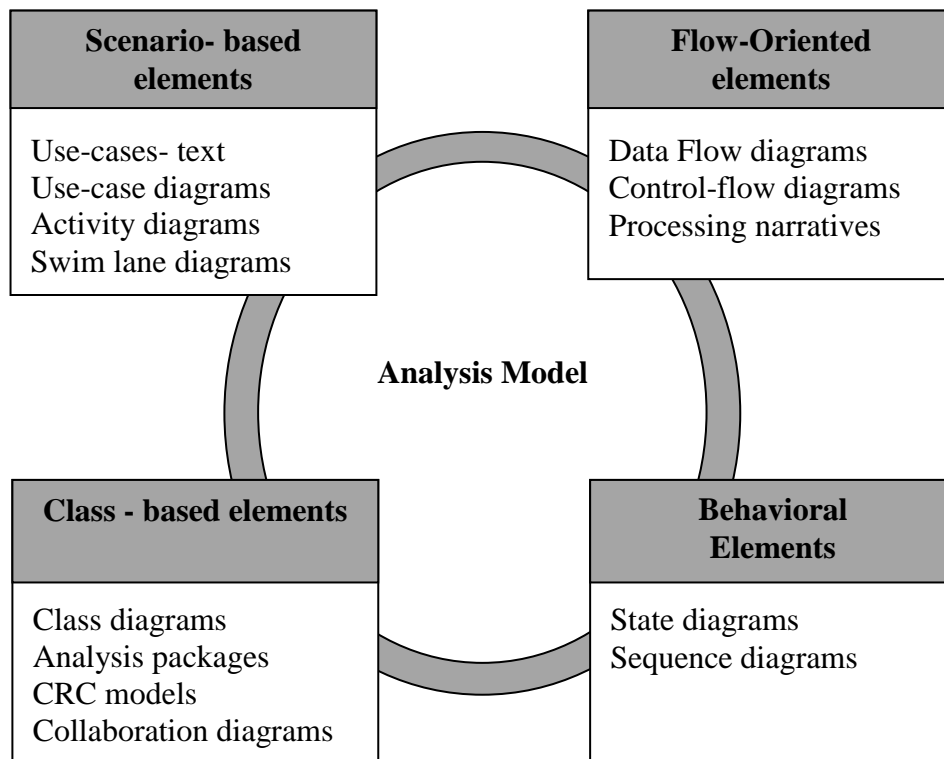 Scenario- based
elements
Use-cases- text
Use-case diagrams
Activity diagrams
Swim lane diagrams
Flow-Oriented
elements
Data Flow diagrams
Control-flow diagrams
Processing narratives
Analysis Model
Class - based elements
Class diagrams
Analysis packages
CRC models
Collaboration diagrams
Behavioral
Elements
State diagrams
Sequence diagrams